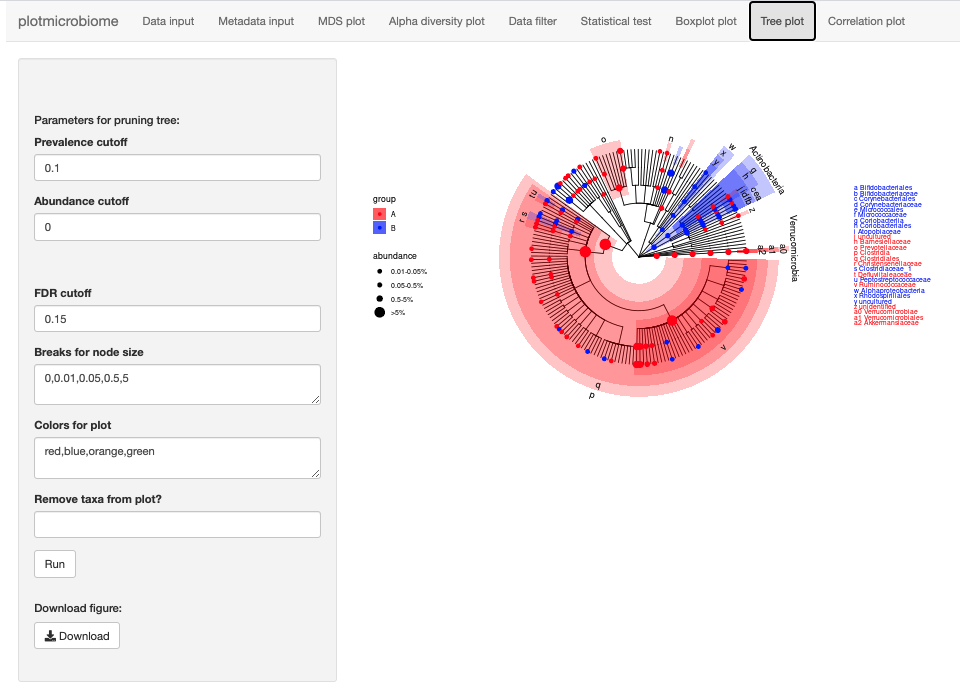 plotmicrobiome Data input Metadata input MDS plot Alpha diversity plot Data filter Statistical test Boxplot plot Tree plot Correlation plot
Parameters for pruning tree:
Prevalence cutoff
0.1
Abundance cutoff
0
FDR cutoff
0.15
Breaks for node size
0,0.01,0.05,0.5,5
Colors for plot
red,blue,orange,green
Remove taxa from plot?
Run
Download figure:
Download
group
A
B
abundance
0.01-0.05%
0.05-0.5%
0.5-5%
>5%
o
n
w
x
y
Actinobacteria
g
h
z
Verrucomicrobia
a0
a1
a2
r s
v
q
p
a Bifidobacteriales
b Bifidobacteriaceae
c Corynebacteriales
d Corynebacteriaceae
e Micrococcales
f Micrococcaceae
g Coriobacteriia
h Coriobacteriales
i Atopobiaceae
j uncultured
n Barnesiellaceae
o Prevotellaceae
p Clostridia
q Clostridiales
r Christensenellaceae
s Clostridiaceae_1
t Defluviitaleaceae
u Peptostreptococcaceae
v Ruminococcaceae
w Alphaproteobacteria
x Rhodospirillales
y uncultured
z unidentified
a0 Verrucomicrobiae
a1 Verrucomicrobiales
a2 Akkermansiaceae